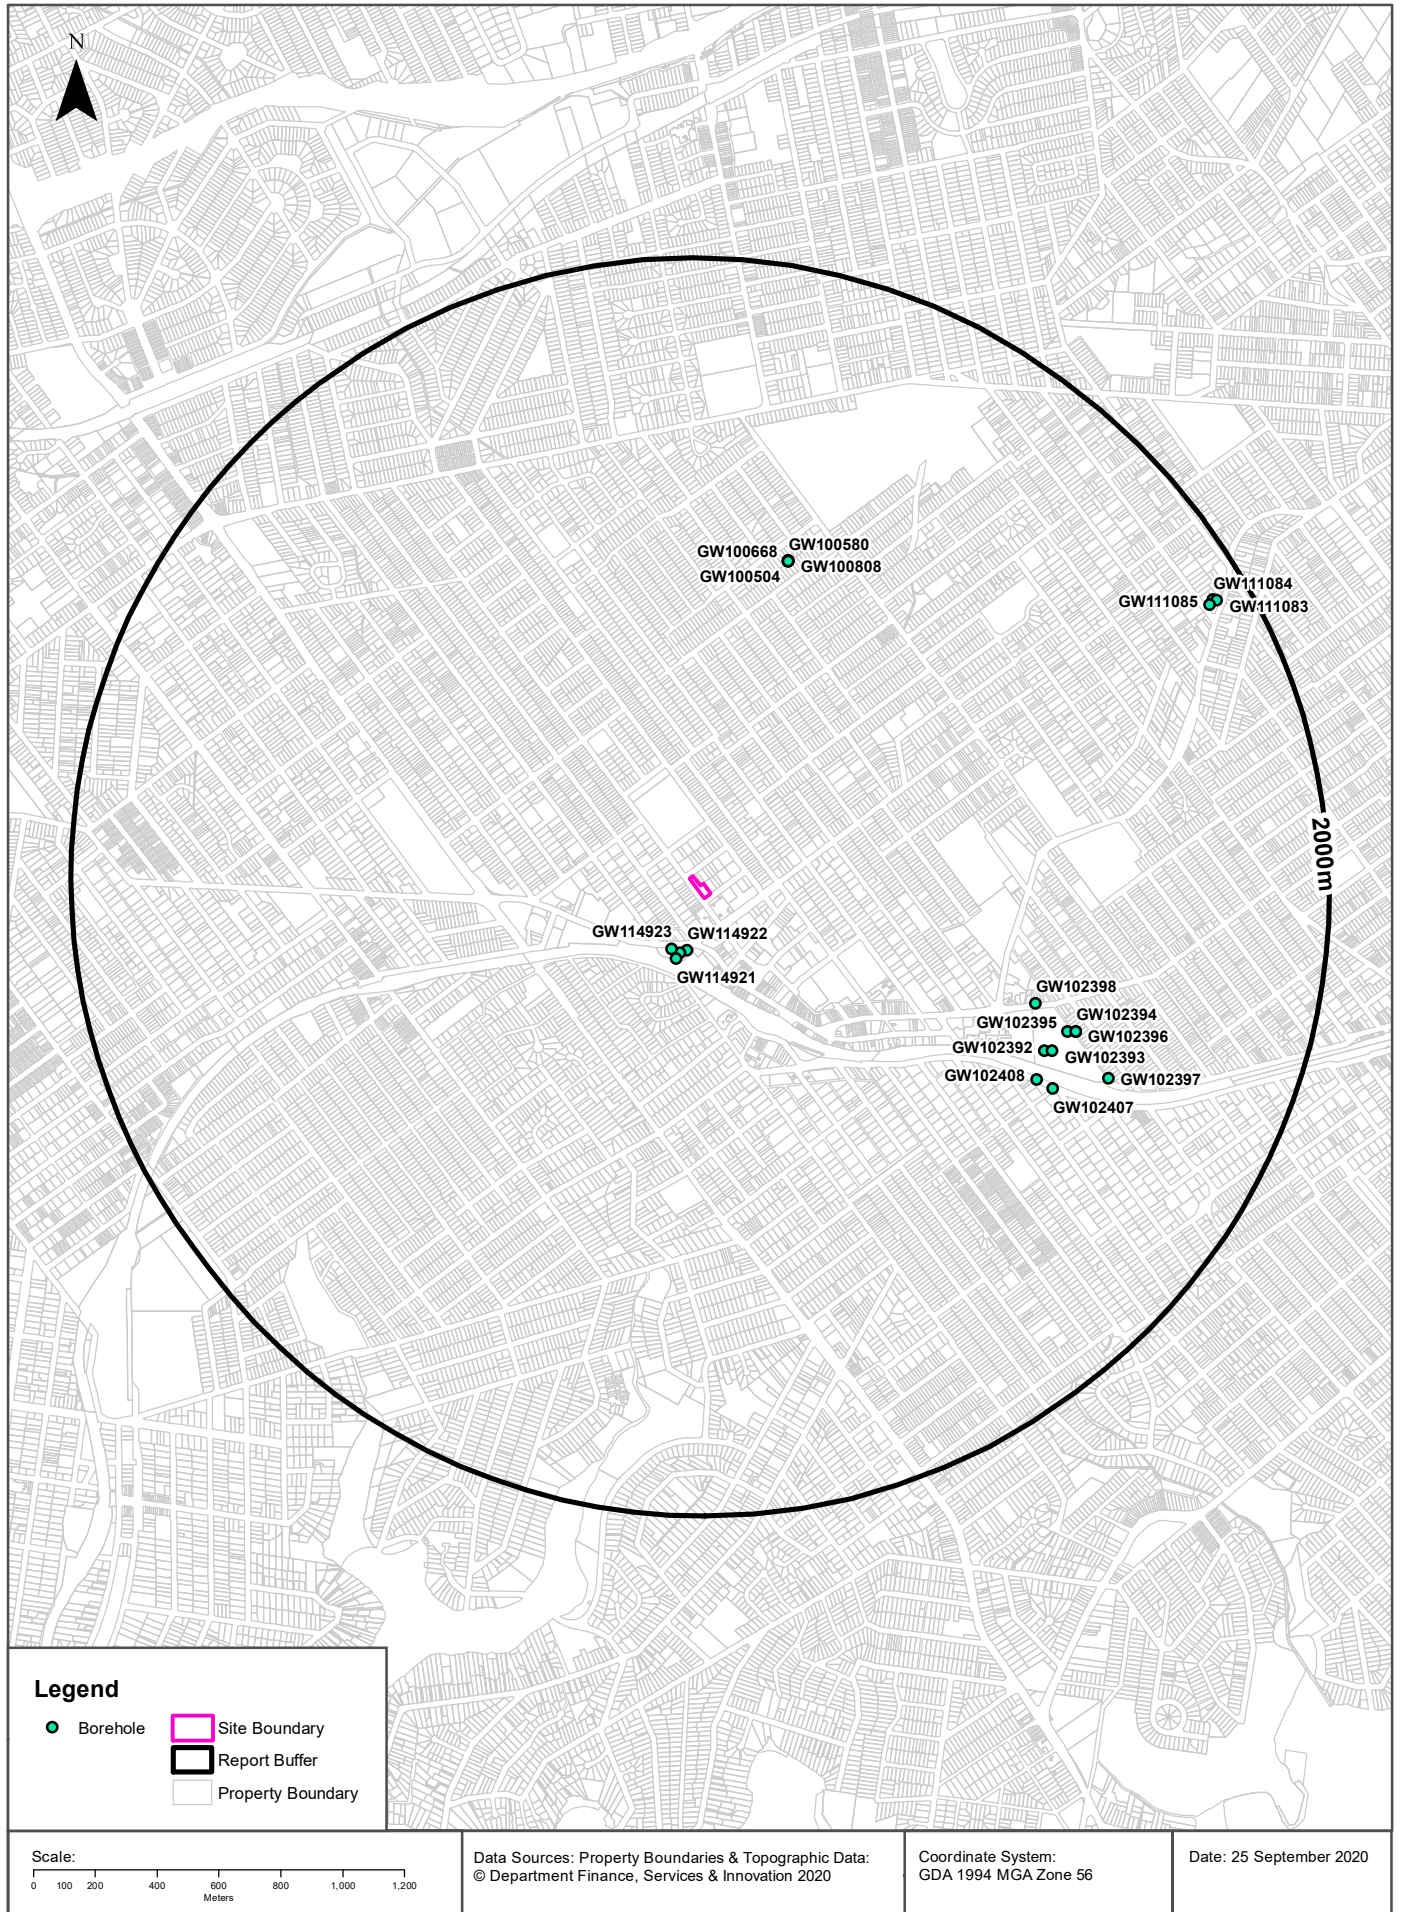 N
GW100668 GW100580
GW100504 GW100808
GW111084
GW111085 GW111083
2000m
GW114923 GW114922
GW114921
GW102398
GW102395 GW102394
GW102396
GW102392 GW102393
GW102408 GW102397
GW102407
Legend
Borehole
Site Boundary
Report Buffer
Property Boundary
Scale:
0 100 200 400 600 800 1,000 1,200
Meters
Data Sources: Property Boundaries & Topographic Data:
© Department Finance, Services & Innovation 2020
Coordinate System:
GDA 1994 MGA Zone 56
Date: 25 September 2020